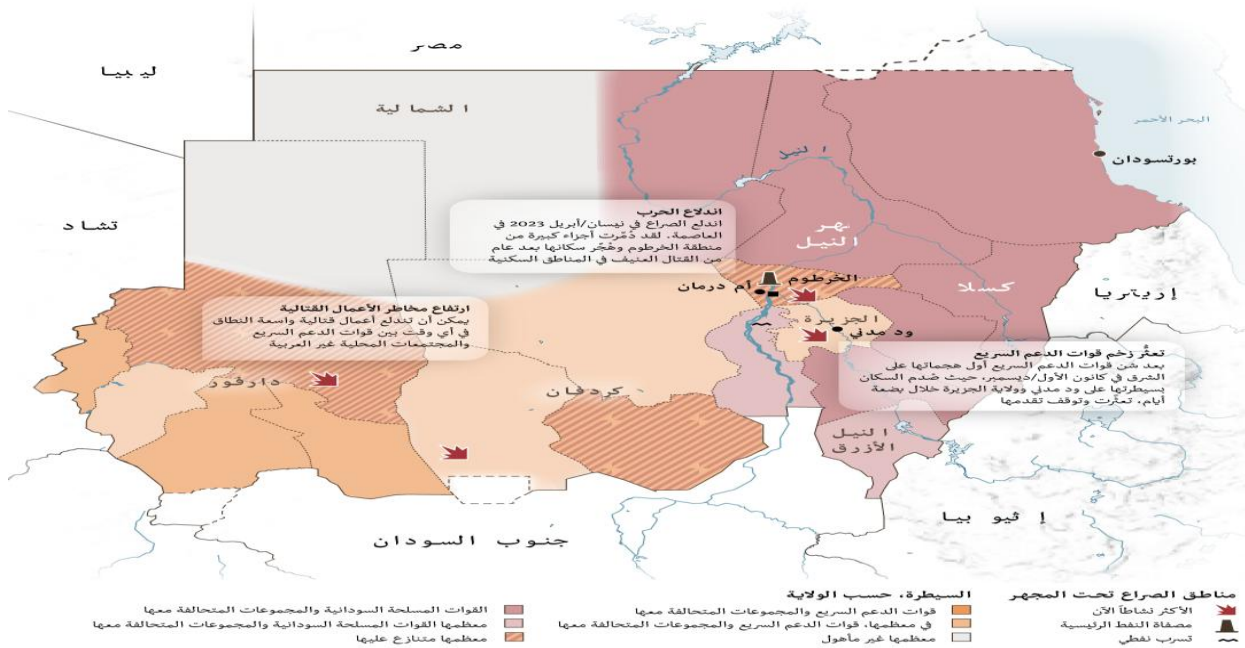 مصر
ليبيا
الشمالية
البحر الأحمر
النيل
بورتسودان
تشاد
اندلاع الحرب
اندلع الصراع في نيسان/أبريل 2023 في
العاصمة. لقد دُمّرت أجزاء كبيرة من
منطقة الخرطوم وهُجّر سكانها بعد عام
من القتال العنيف في المناطق السكنية
نهر
النيل
الخرطوم
أم درمان
كسلا
إريتريا
ارتفاع مخاطر الأعمال القتالية
يمكن أن تندلع أعمال قتالية واسعة النطاق
في أي وقت بين قوات الدعم السريع
والمجتمعات المحلية غير العربية
الجزيرة
ود مدني
تعثُّر زخم قوات الدعم السريع
بعد شن قوات الدعم السريع أول هجماتها على
الشرق في كانون الأول/ديسمبر، حيث صُدم السكان
بسيطرتها على ود مدني وولاية الجزيرة خلال بضعة
أيام، تعثّرت وتوقف تقدمها
دارفور
كردفان
النيل
الأزرق
إثيوبيا
جنوب السودان
مناطق الصراع تحت المجهر
الأكثر نشاطاً الآن
مصفاة النفط الرئيسية
تسرب نفطي
السيطرة، حسب الولاية
قوات الدعم السريع والمجموعات المتحالفة معها
في معظمها، قوات الدعم السريع والمجموعات المتحالفة معها
معظمها غير مأهول
القوات المسلحة السودانية والمجموعات المتحالفة معها
معظمها القوات المسلحة السودانية والمجموعات المتحالفة معها
معظمها متنازع عليها